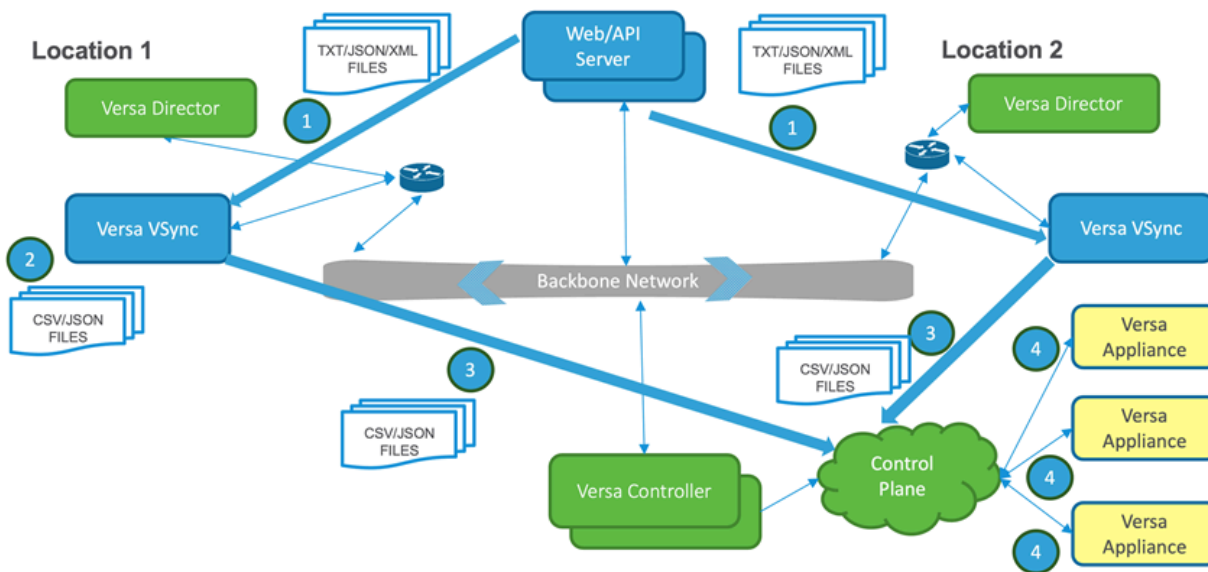 Location 1
TXT/JSON/XML
FILES
Web/API
Server
TXT/JSON/XML
FILES
Location 2
Versa Director
1
1
Versa Director
Versa VSync
Versa VSync
2
Backbone Network
CSV/JSON
FILES
3
3
CSV/JSON
FILES
4
Versa
Appliance
CSV/JSON
FILES
Versa
Appliance
Versa Controller
Control
Plane
4
Versa
Appliance
4